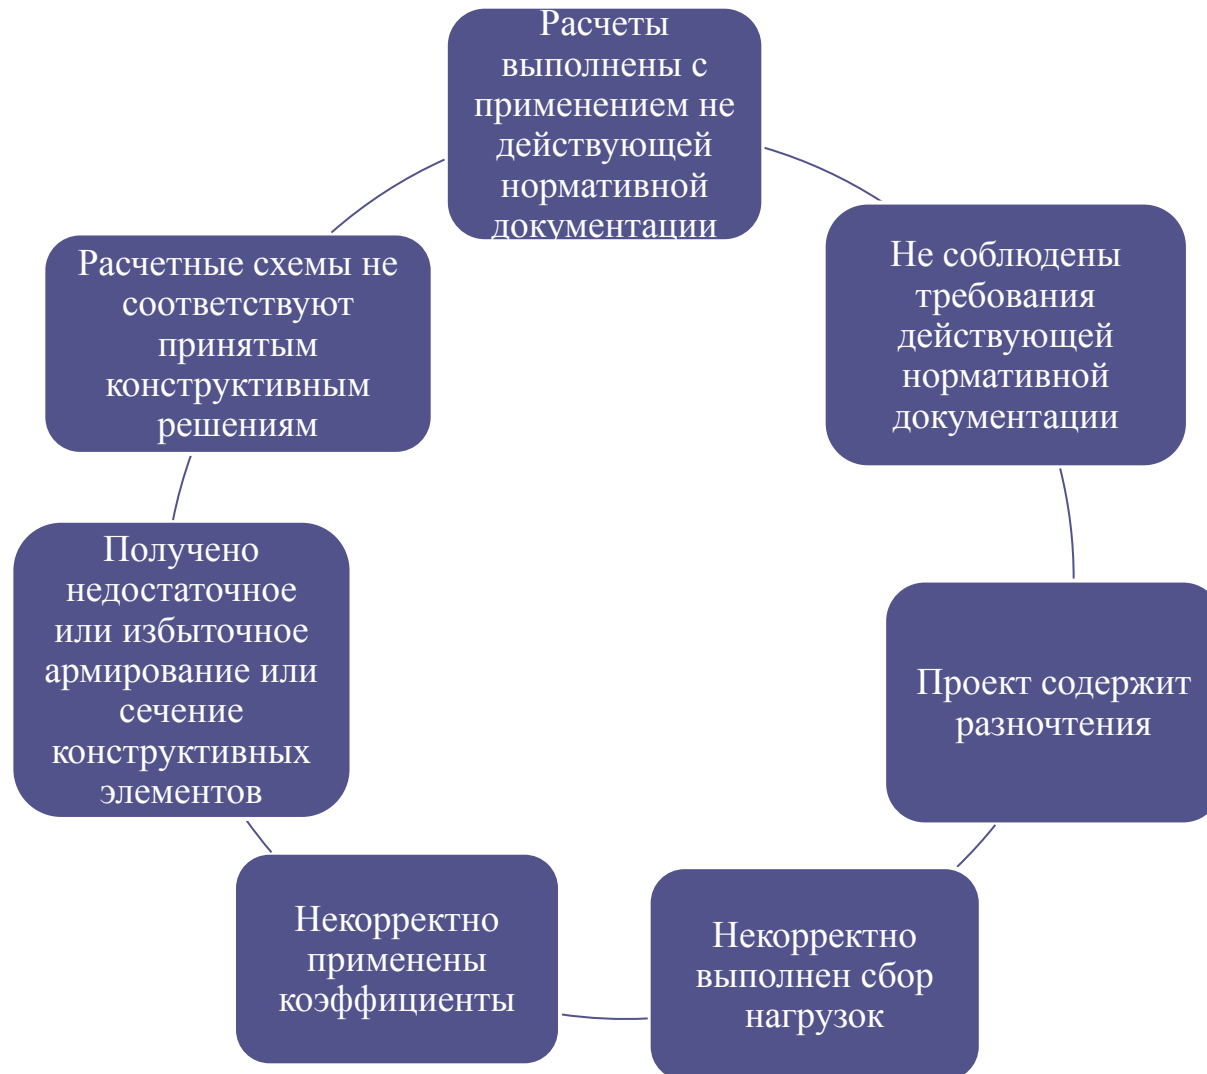 Расчеты
выполнены с
применением не
действующей
нормативной
документации
Не соблюдены
требования
действующей
нормативной
документации
Проект содержит
разночтения
Некорректно
выполнен сбор
нагрузок
Некорректно
применены
коэффициенты
Получено
недостаточное
или избыточное
армирование или
сечение
конструктивных
элементов
Расчетные схемы не
соответствуют
принятым
конструктивным
решениям